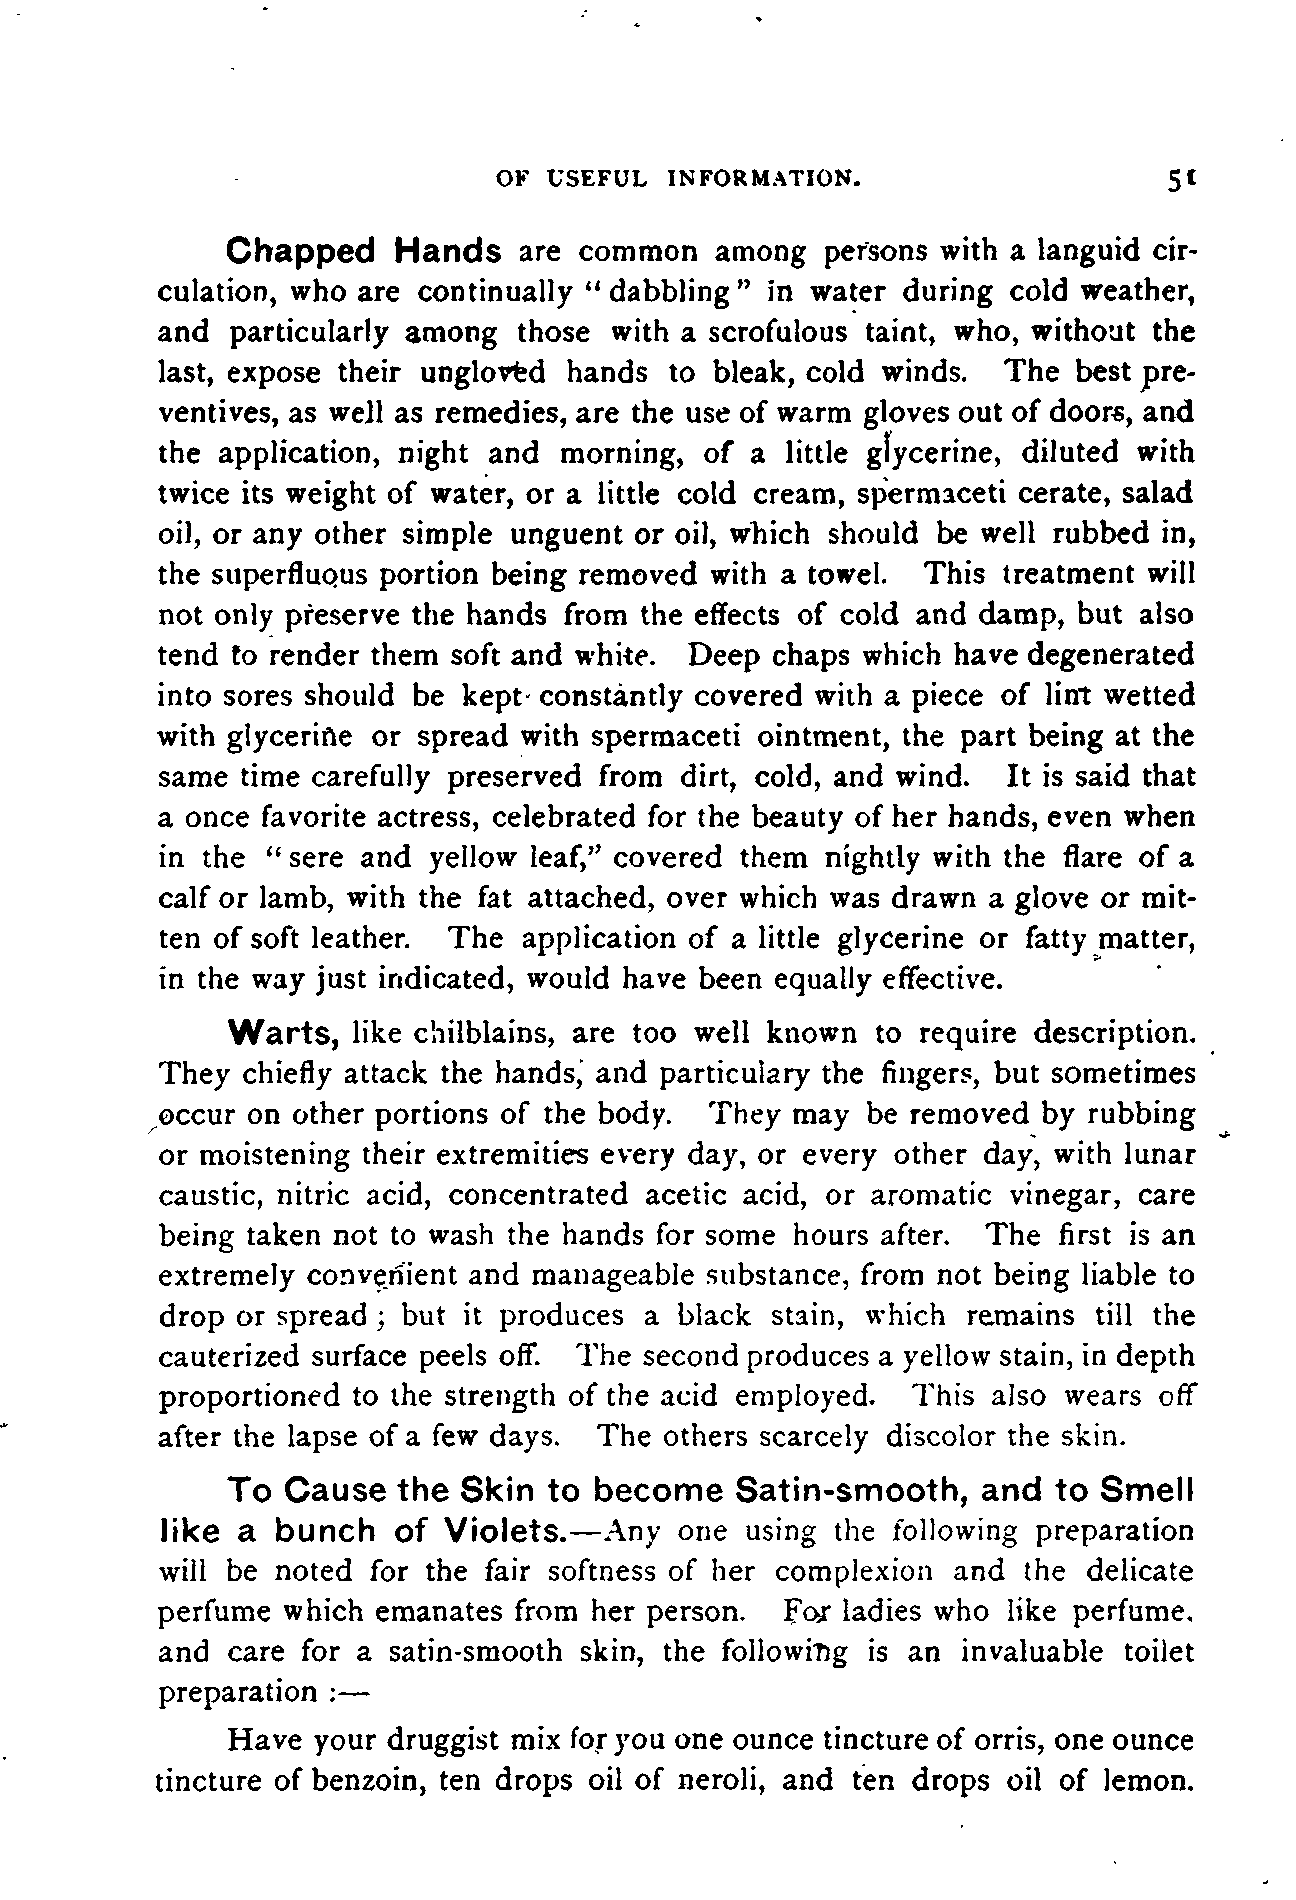 OF USEFUL INFORMATION. 51
Chapped Hands are common among persons with a languid cir-
culation, who are continually "dabbling" in water during cold weather,
and particularly among those with a scrofulous taint, who, without the
last, expose their ungloved hands to bleak, cold winds. The best pre-
ventives, as well as remedies, are the use of warm gloves out of doors, and
the application, night and morning, of a little glycerine, diluted with
twice its weight of water, or a little cold cream, spermaceti cerate, salad
oil, or any other simple unguent or oil, which should be well rubbed in,
the superfluous portion being removed with a towel. This treatment will
not only preserve the hands from the effects of cold and damp, but also
tend to render them soft and white. Deep chaps which have degenerated
into sores should be kept constantly covered with a piece of lint wetted
with glycerine or spread with spermaceti ointment, the part being at the
same time carefully preserved from dirt, cold, and wind. It is said that
a once favorite actress, celebrated for the beauty of her hands, even when
in the "sere and yellow leaf," covered them nightly with the flare of a
calf or lamb, with the fat attached, over which was drawn a glove or mit-
ten of soft leather. The application of a little glycerine or fatty matter,
in the way just indicated, would have been equally effective.
Warts, like chilblains, are too well known to require description.
They chiefly attack the hands, and particulary the fingers, but sometimes
occur on other portions of the body. They may be removed by rubbing
or moistening their extremities every day, or every other day, with lunar
caustic, nitric acid, concentrated acetic acid, or aromatic vinegar, care
being taken not to wash the hands for some hours after. The first is an
extremely convenient and manageable substance, from not being liable to
drop or spread; but it produces a black stain, which remains till the
cauterized surface peels off. The second produces a yellow stain, in depth
proportioned to the strength of the acid employed. This also wears off
after the lapse of a few days. The others scarcely discolor the skin.
To Cause the Skin to become Satin-smooth, and to Smell
like a bunch of Violets.—Any one using the following preparation
will be noted for the fair softness of her complexion and the delicate
perfume which emanates from her person. For ladies who like perfume.
and care for a satin-smooth skin, the following is an invaluable toilet
preparation :—
Have your druggist mix for you one ounce tincture of orris, one ounce
tincture of benzoin, ten drops oil of neroli, and ten drops oil of lemon.